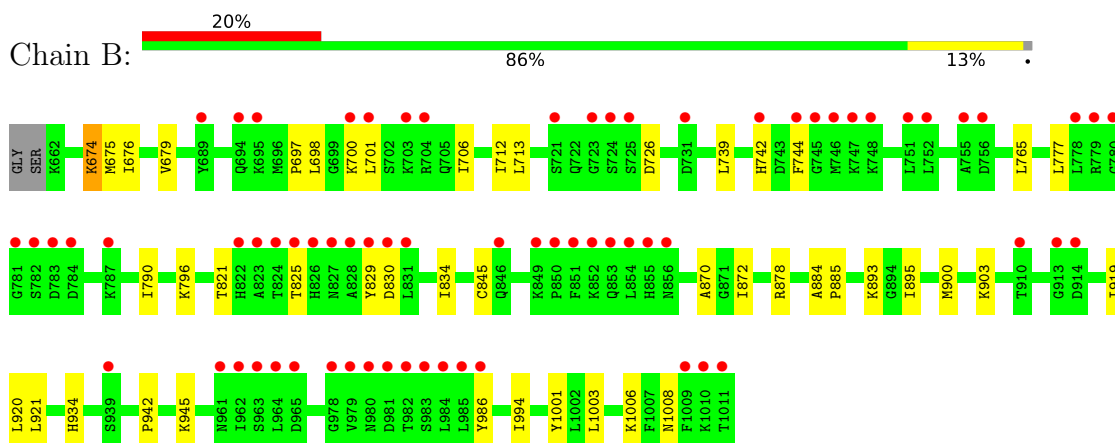 20%
Chain B:
86% 13% •
GLY SER K662 K674 M675 I676 V679 Y689 Q694 K695 M696 P697 L698 G699 K700 L701 S702 K703 R704 Q705 I706 I712 L713 S721 Q722 G723 S724 S725 D726 D731 L739 H742 D743 F744 G745 M746 K747 K748 L751 L752 A755 D756 L765 L777 L778 R779 G780
G781 S782 D783 D784 K787 I790 K796 T821 H822 A823 T824 T825 H826 N827 A828 Y829 D830 L831 I834 C845 Q846 K849 P850 F851 K852 Q853 L854 H855 N856 A870 G871 I872 R878 A884 P885 K893 G894 I895 M900 K903 T910 G913 D914 I919
L920 L921 H934 S939 P942 K945 N961 I962 S963 L964 D965 G978 V979 N980 D981 T982 S983 L984 L985 Y986 I994 Y1001 L1002 L1003 K1006 F1007 N1008 F1009 K1010 T1011